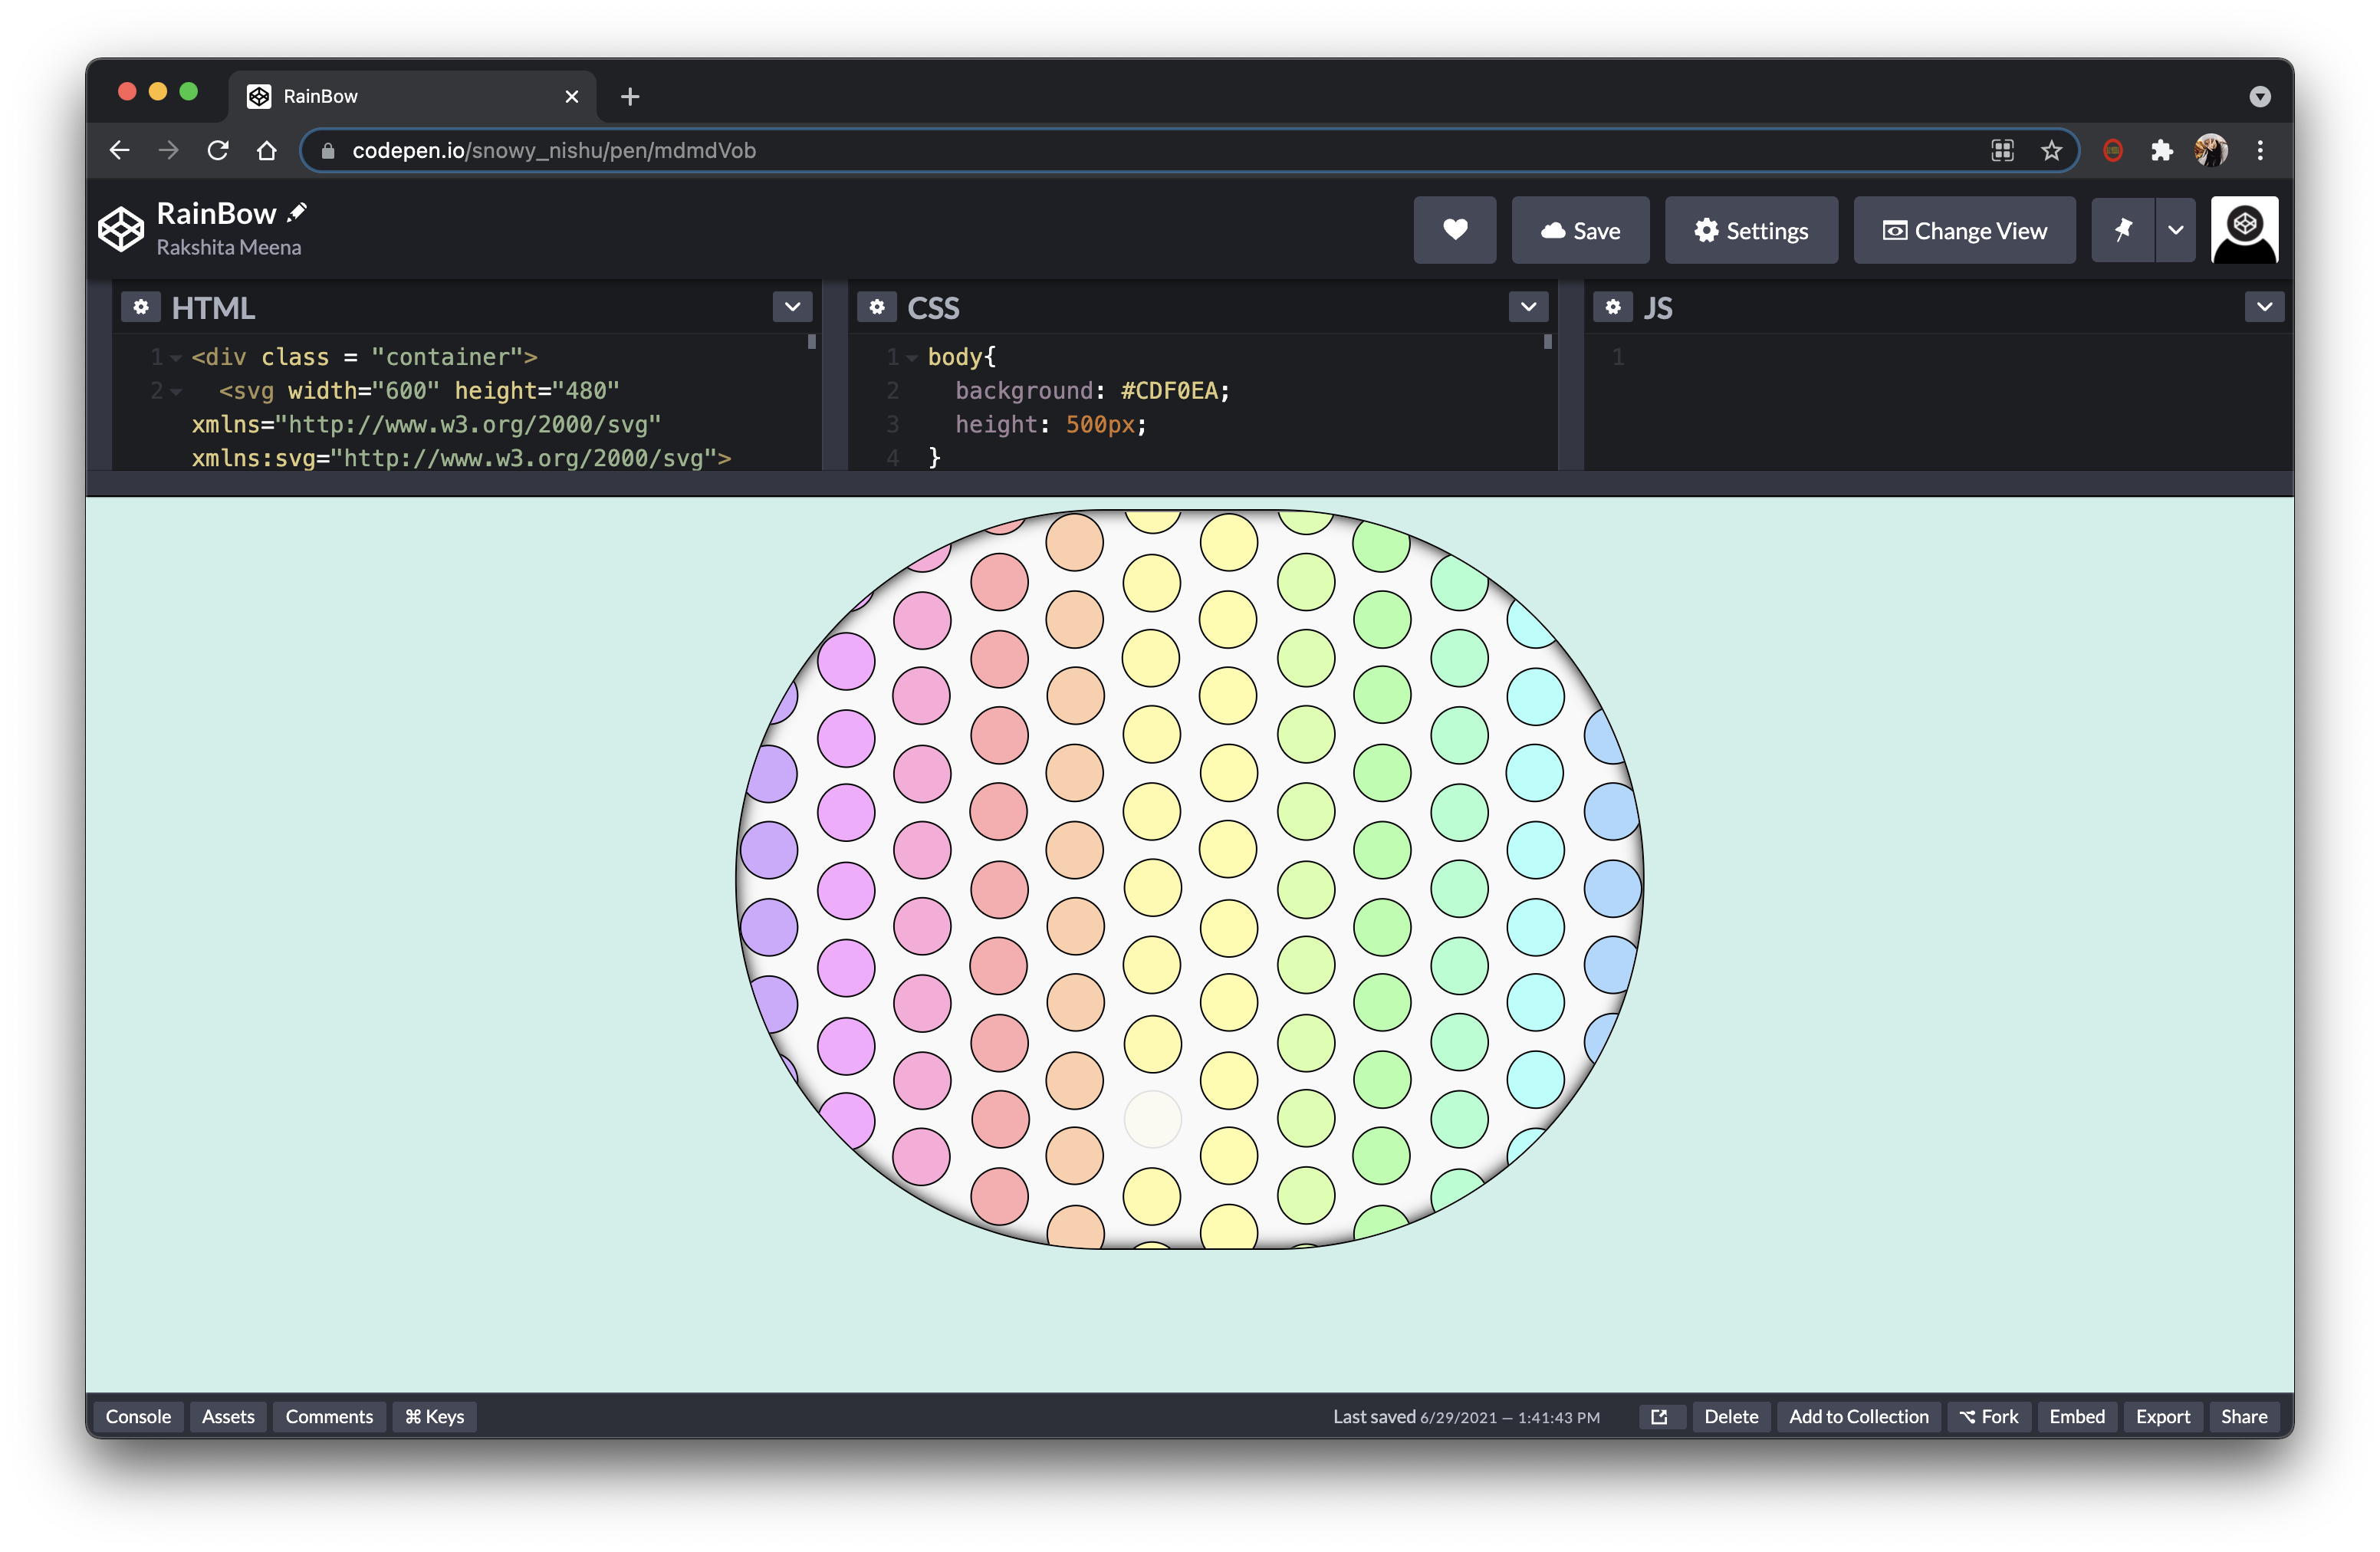 RainBow
codepen.io/snowy_nishu/pen/mdmdVob
RainBow
Rakshita Meena
Save
Settings
Change View
HTML
1 <div class = "container">
2 <svg width="600" height="480"
xmlns="http://www.w3.org/2000/svg"
xmlns:svg="http://www.w3.org/2000/svg">
CSS
1 body{
2 background: #CDF0EA;
3 height: 500px;
4 }
JS
1
Console Assets Comments ⌘ Keys
Last saved 6/29/2021 — 1:41:43 PM
Delete Add to Collection Fork Embed Export Share